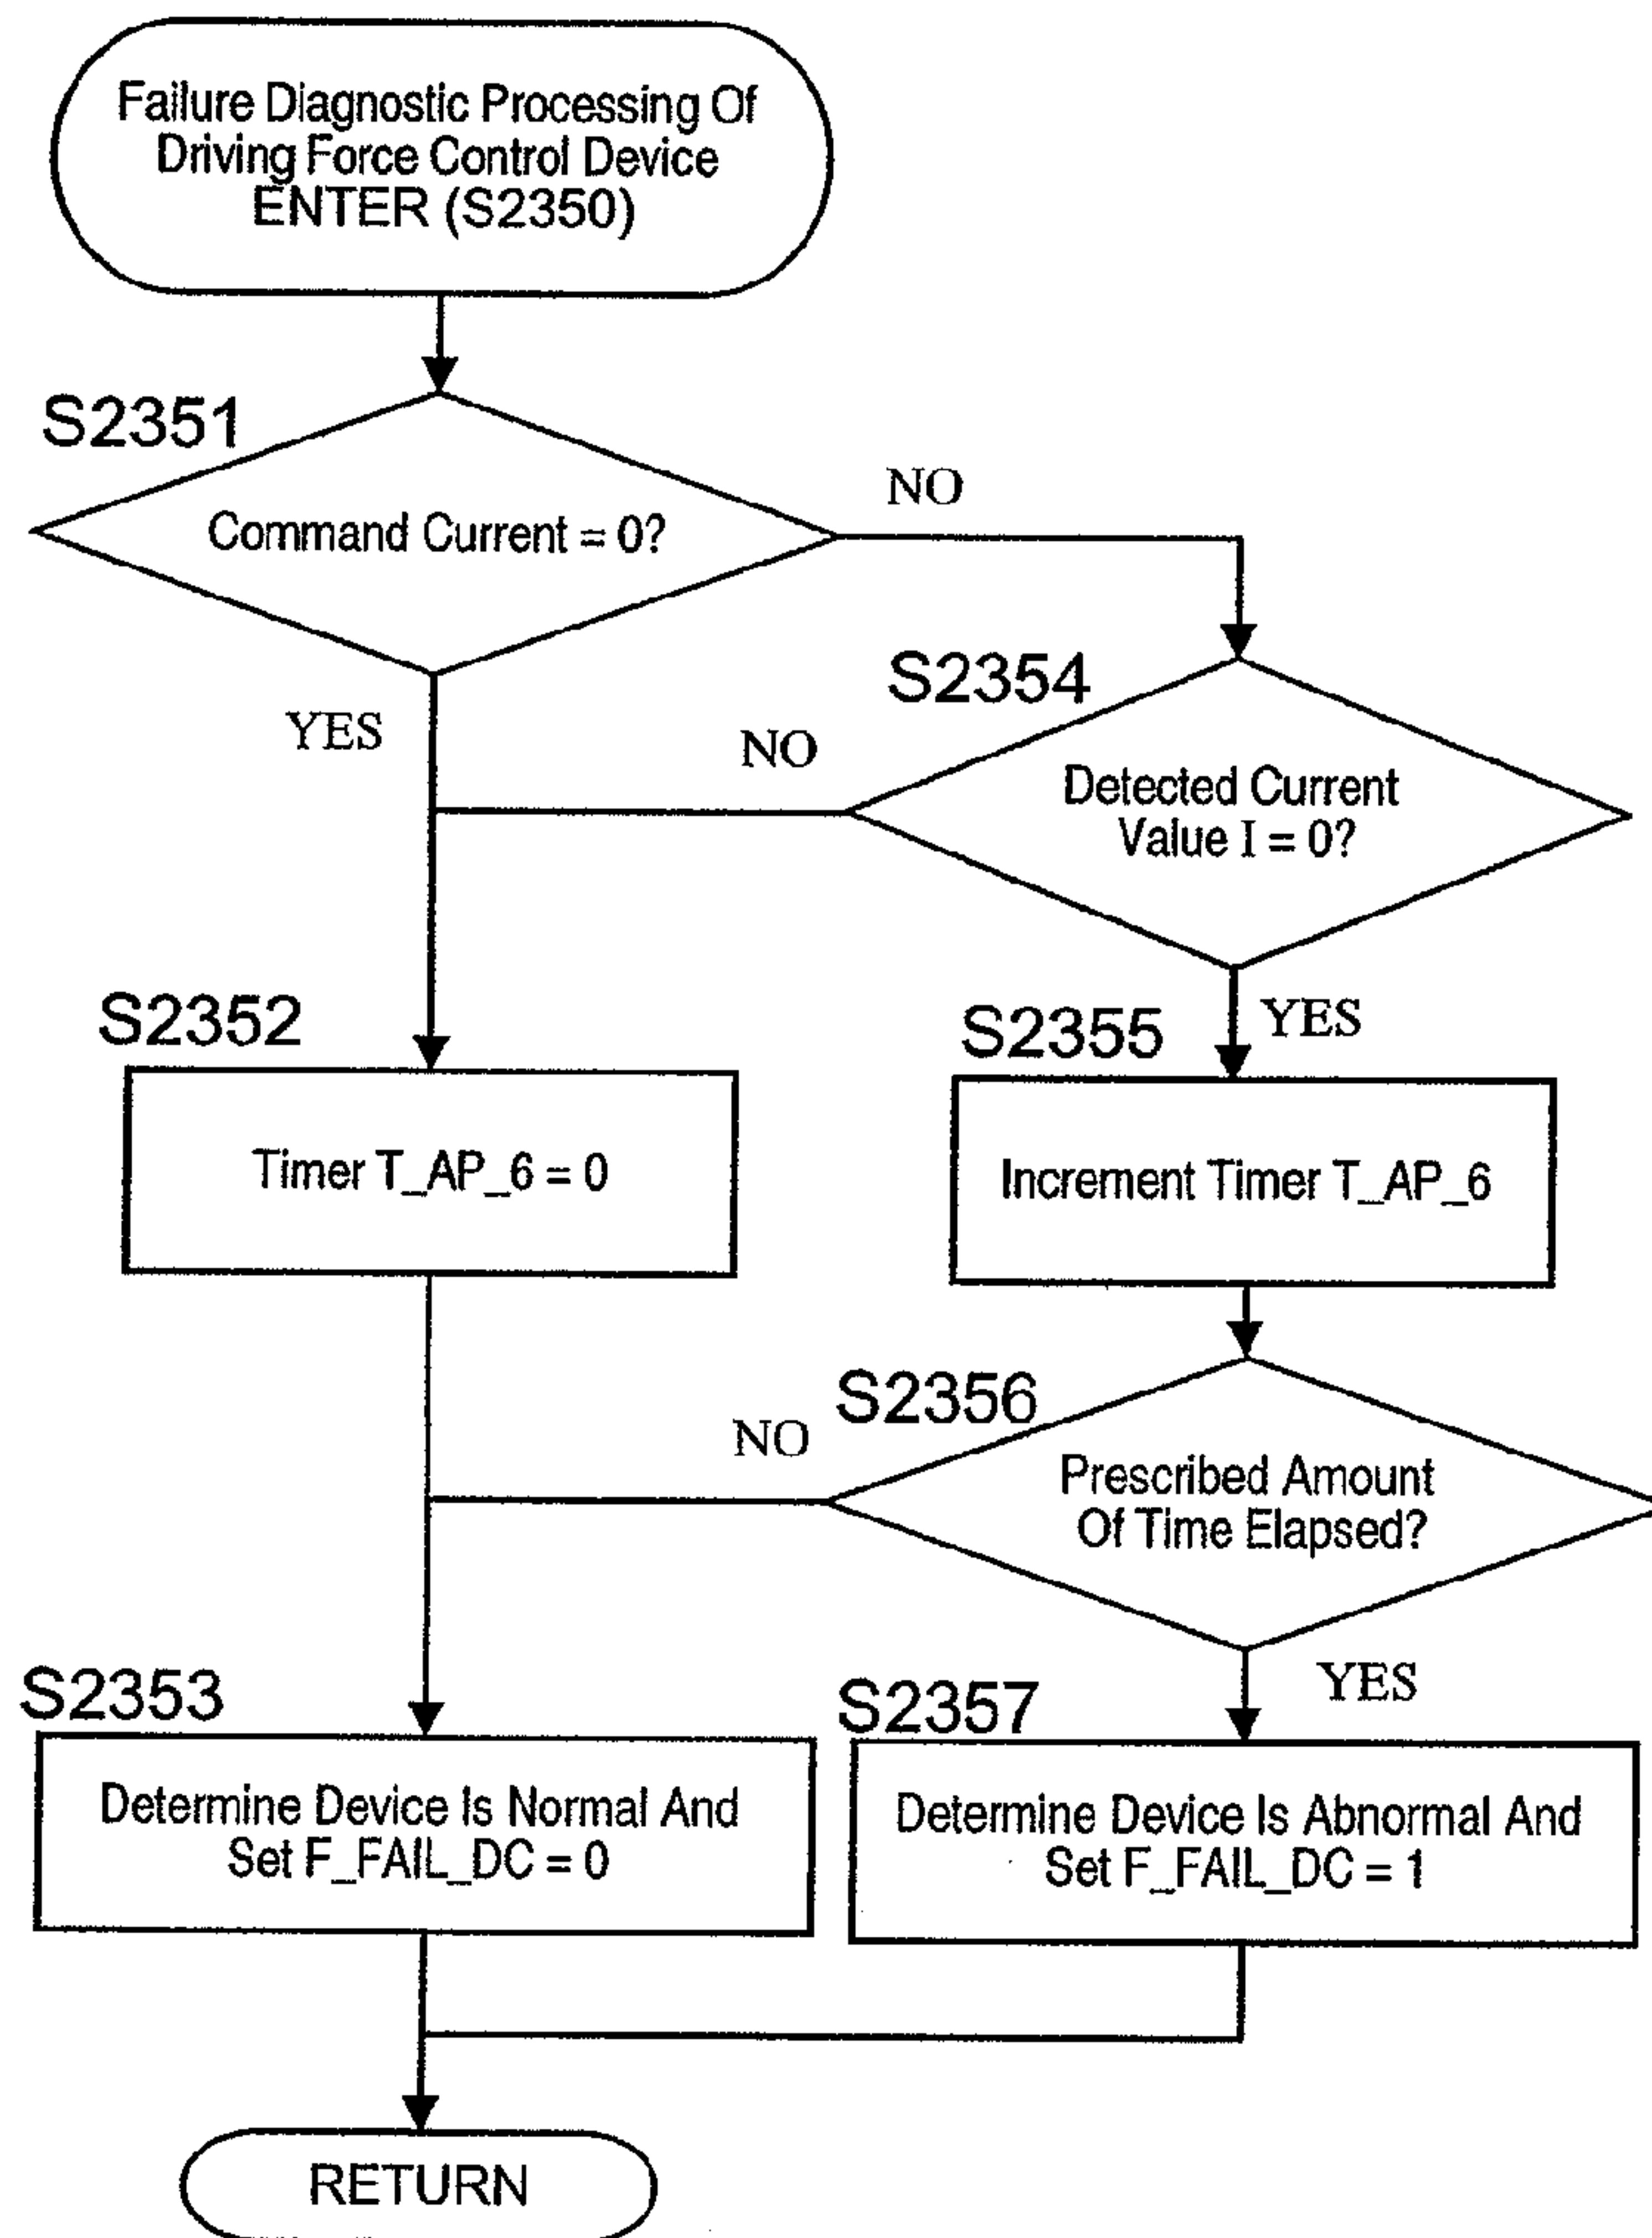 Failure Diagnostic Processing Of
Driving Force Control Device
ENTER (S2350)
S2351
Command Current = 0?
NO
YES
S2354
NO
Detected Current
Value I = 0?
YES
S2352
Timer T_AP_6 = 0
S2355
Increment Timer T_AP_6
S2356
NO
Prescribed Amount
Of Time Elapsed?
YES
S2353
Determine Device Is Normal And
Set F_FAIL_DC = 0
S2357
Determine Device Is Abnormal And
Set F_FAIL_DC = 1
RETURN